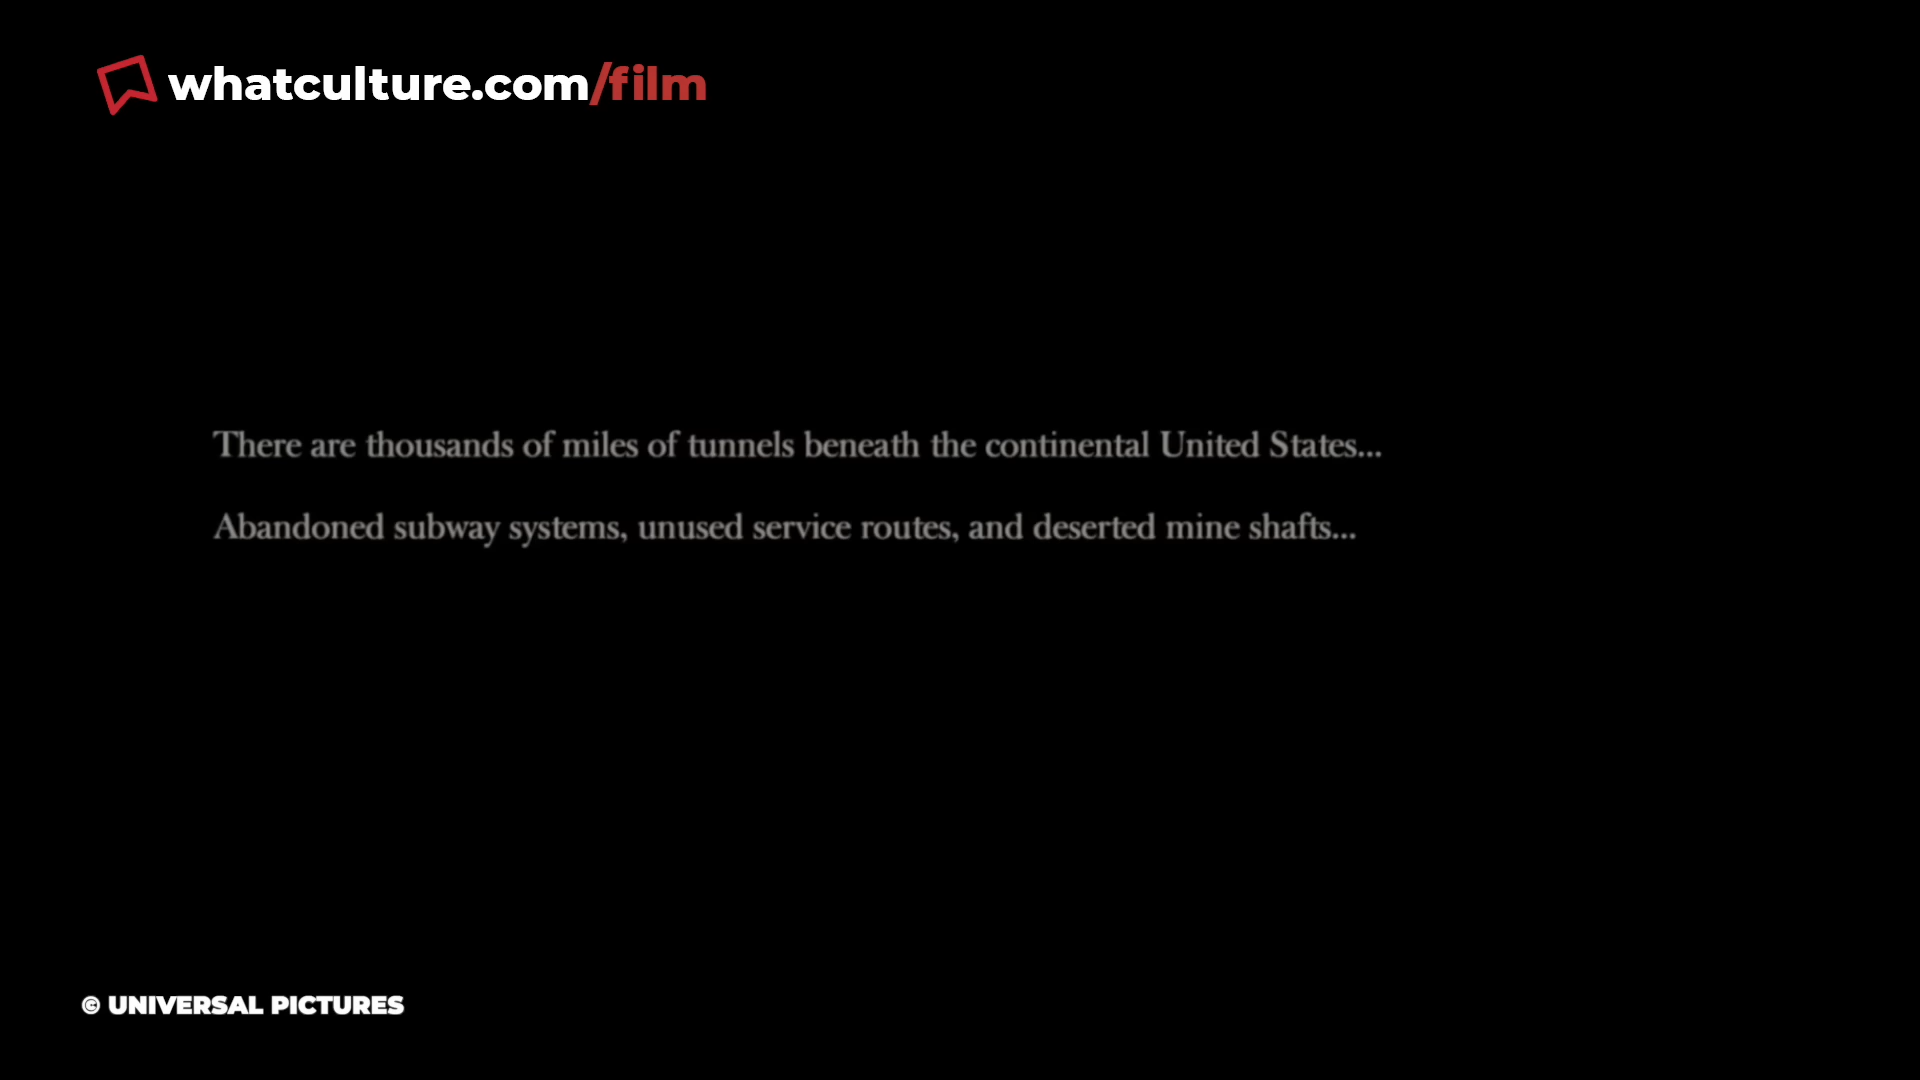 whatculture.com/film
There are thousands of miles of tunnels beneath the continental United States...
Abandoned subway systems, unused service routes, and deserted mine shafts...
© UNIVERSAL PICTURES